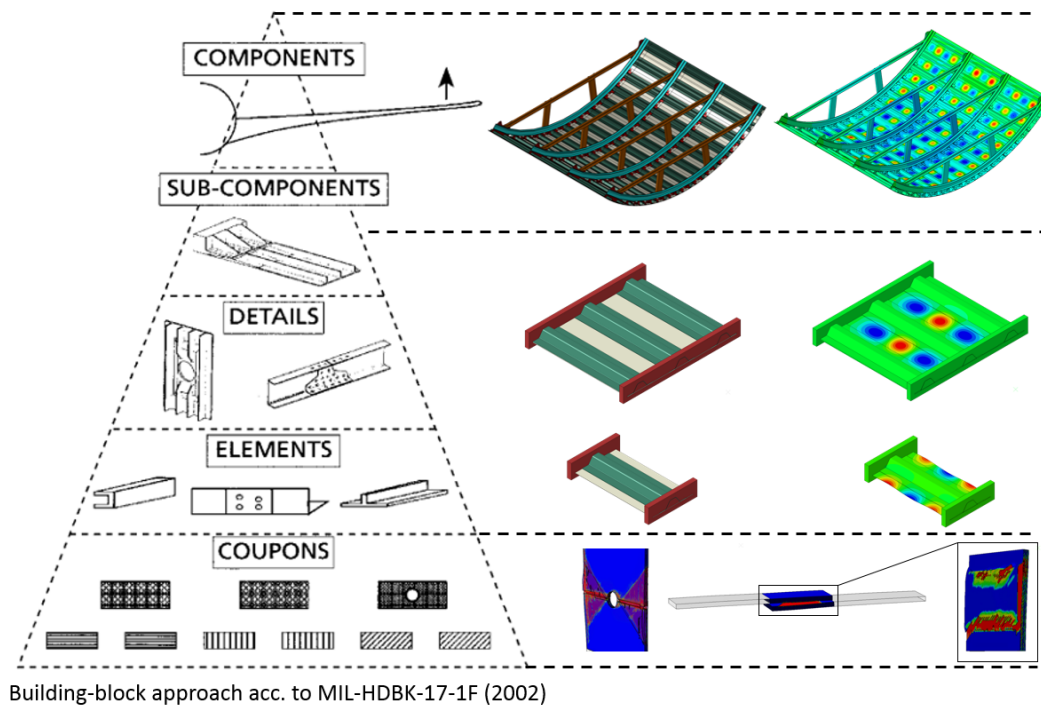 COMPONENTS
SUB-COMPONENTS
DETAILS
ELEMENTS
COUPONS
Building-block approach acc. to MIL-HDBK-17-1F (2002)